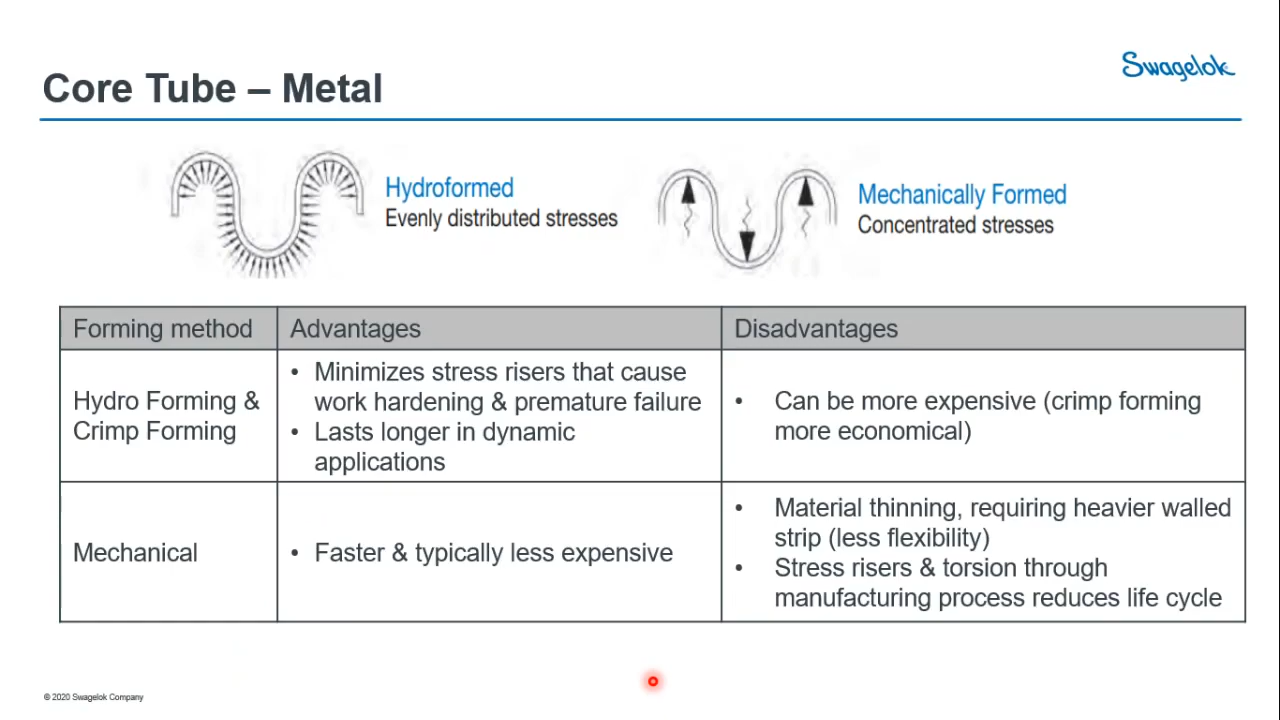 Swagelok
Core Tube – Metal
Hydroformed
Evenly distributed stresses
Mechanically Formed
Concentrated stresses
Forming method
Advantages
Disadvantages
Hydro Forming &
Crimp Forming
• Minimizes stress risers that cause
work hardening & premature failure
• Lasts longer in dynamic
applications
• Can be more expensive (crimp forming
more economical)
Mechanical
• Faster & typically less expensive
• Material thinning, requiring heavier walled
strip (less flexibility)
• Stress risers & torsion through
manufacturing process reduces life cycle
© 2020 Swagelok Company